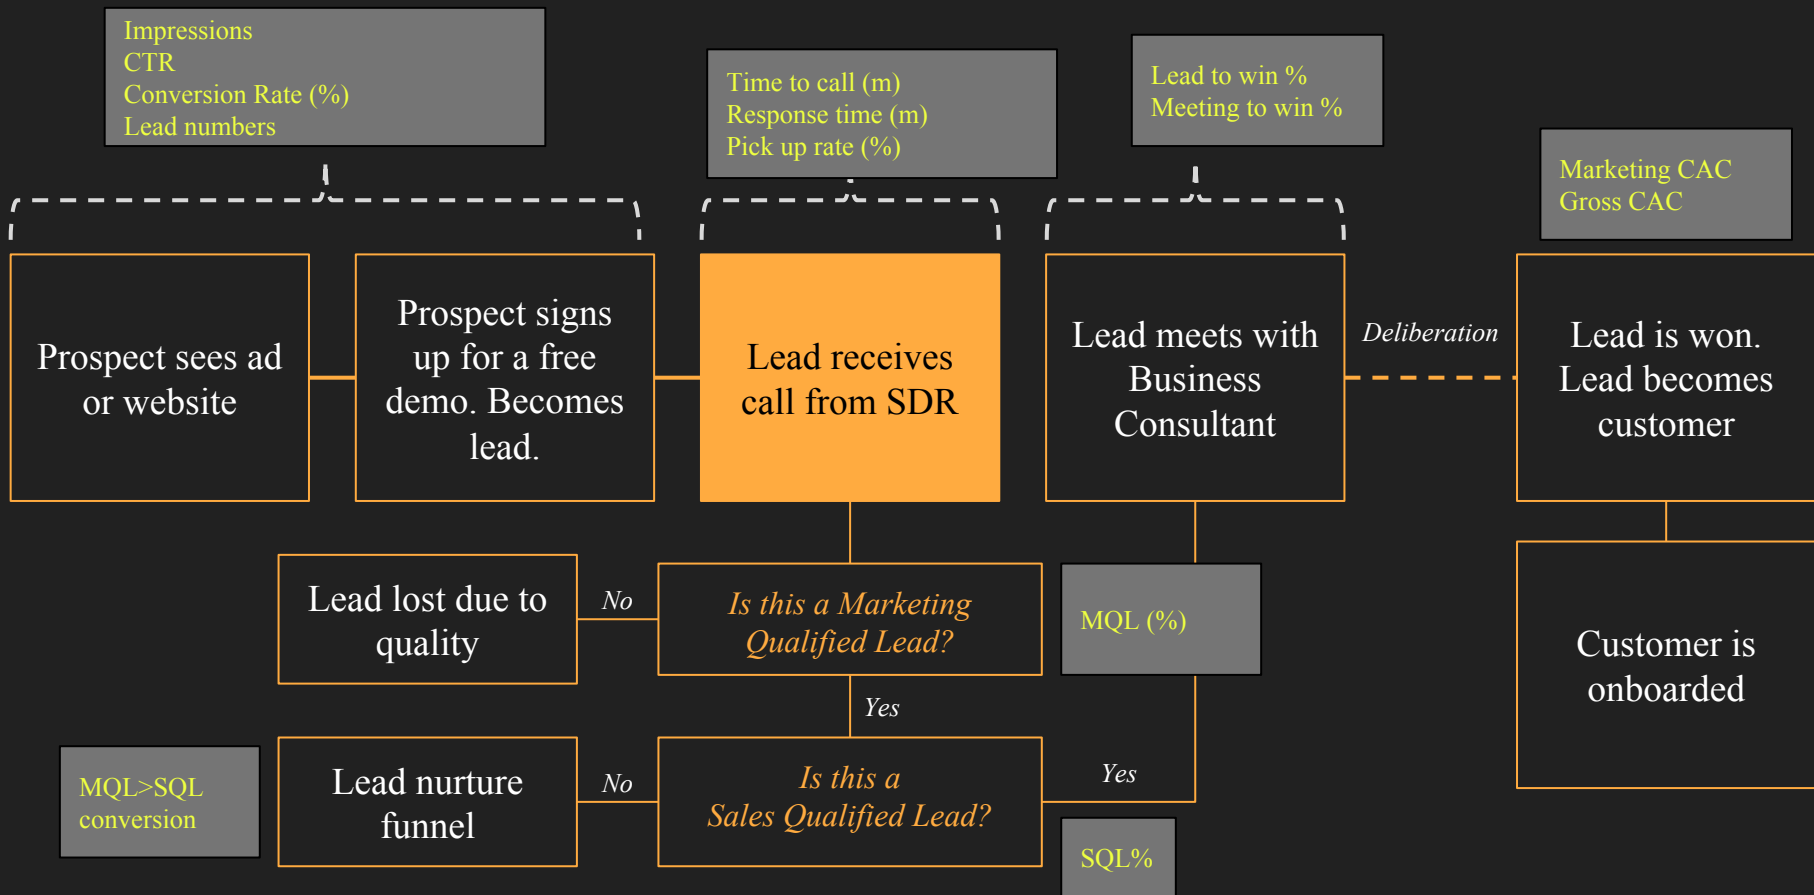 Impressions
CTR
Conversion Rate (%)
Lead numbers
Time to call (m)
Response time (m)
Pick up rate (%)
Lead to win %
Meeting to win %
Marketing CAC
Gross CAC
Prospect sees ad
or website
Prospect signs
up for a free
demo. Becomes
lead.
Lead receives
call from SDR
Lead meets with
Business
Consultant
Deliberation
Lead is won.
Lead becomes
customer
Lead lost due to
quality
No
Is this a Marketing
Qualified Lead?
MQL (%)
Customer is
onboarded
Yes
MQL>SQL
conversion
Lead nurture
funnel
No
Is this a
Sales Qualified Lead?
Yes
SQL%